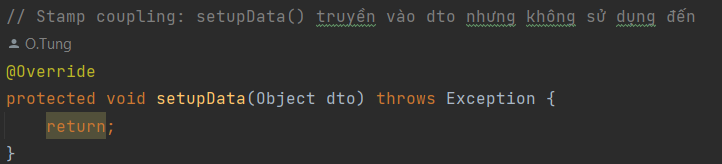 // Stamp coupling: setupData() truyền vào dto nhưng không sử dụng đến
O.Tung
@Override
protected void setupData(Object dto) throws Exception {
    return;
}